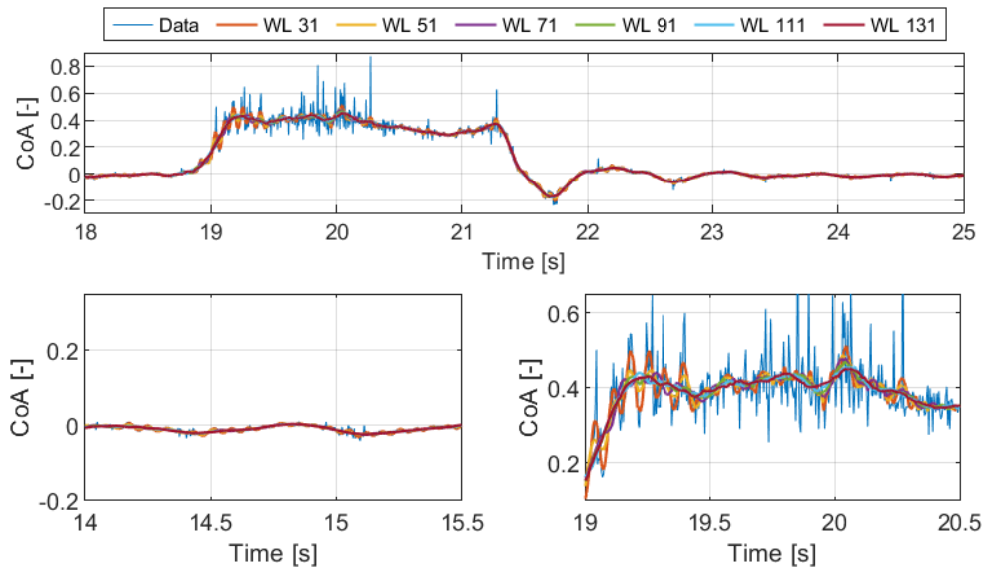 Data WL 31 WL 51 WL 71 WL 91 WL 111 WL 131
CoA [-]
0.8
0.6
0.4
0.2
0
-0.2
18 19 20 21 22 23 24 25
Time [s]
CoA [-]
0.2
0
-0.2
14 14.5 15 15.5
Time [s]
CoA [-]
0.6
0.4
0.2
19 19.5 20 20.5
Time [s]